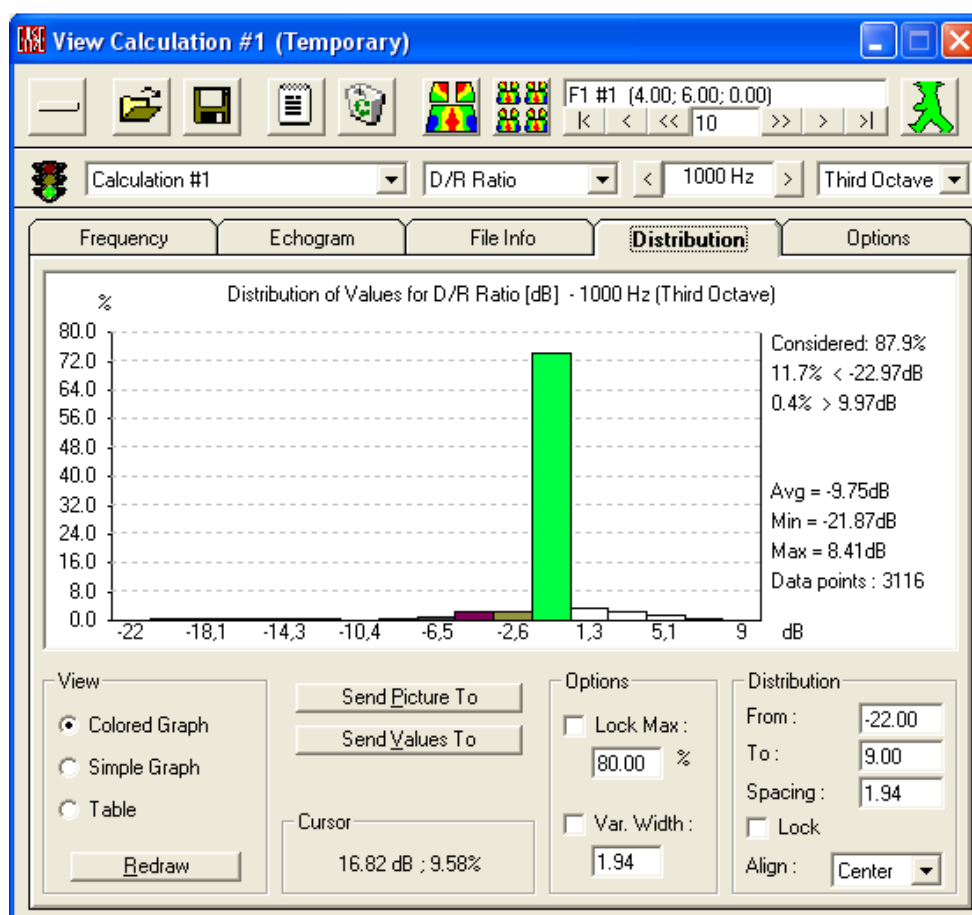 EASE View Calculation #1 (Temporary)
F1 #1 (4.00; 6.00; 0.00)
|< < << 10 >> > >|
Calculation #1 D/R Ratio < 1000 Hz > Third Octave
Frequency Echogram File Info Distribution Options
% Distribution of Values for D/R Ratio [dB] - 1000 Hz (Third Octave)
80.0
72.0
64.0
56.0
48.0
40.0
32.0
24.0
16.0
8.0
0.0
-22 -18,1 -14,3 -10,4 -6,5 -2,6 1,3 5,1 9 dB
Considered: 87.9%
11.7% < -22.97dB
0.4% > 9.97dB
Avg = -9.75dB
Min = -21.87dB
Max = 8.41dB
Data points : 3116
View
Colored Graph
Simple Graph
Table
Redraw
Send Picture To
Send Values To
Cursor
16.82 dB ; 9.58%
Options
Lock Max :
80.00 %
Var. Width :
1.94
Distribution
From : -22.00
To : 9.00
Spacing : 1.94
Lock
Align : Center